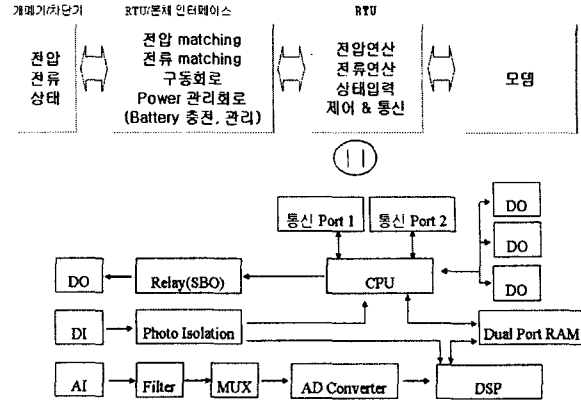 개폐기/차단기
RTU/본체 인터페이스
RTU
전압
전류
상태
전압 matching
전류 matching
구동회로
Power 관리회로
(Battery 충전, 관리)
전압연산
전류연산
상태입력
제어 & 통신
모뎀
통신 Port 1
통신 Port 2
DO
DO
DO
DO
Relay(SBO)
CPU
DI
Photo Isolation
Dual Port RAM
AI
Filter
MUX
AD Converter
DSP